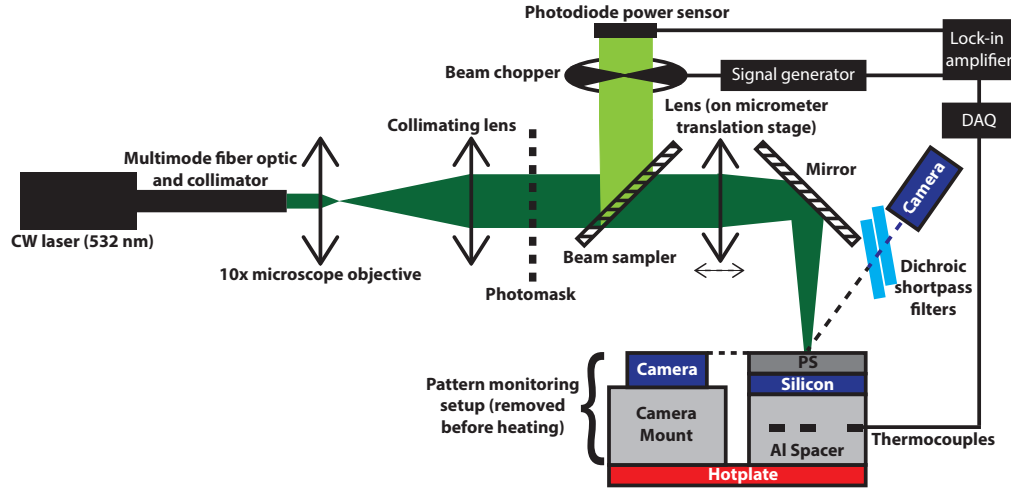 Photodiode power sensor
Lock-in
amplifier
Beam chopper
Signal generator
Lens (on micrometer
translation stage)
DAQ
Collimating lens
Multimode fiber optic
and collimator
Mirror
Camera
CW laser (532 nm)
10x microscope objective
Beam sampler
Photomask
Dichroic
shortpass
filters
Pattern monitoring
setup (removed
before heating)
Camera
PS
Silicon
Camera
Mount
Thermocouples
Al Spacer
Hotplate